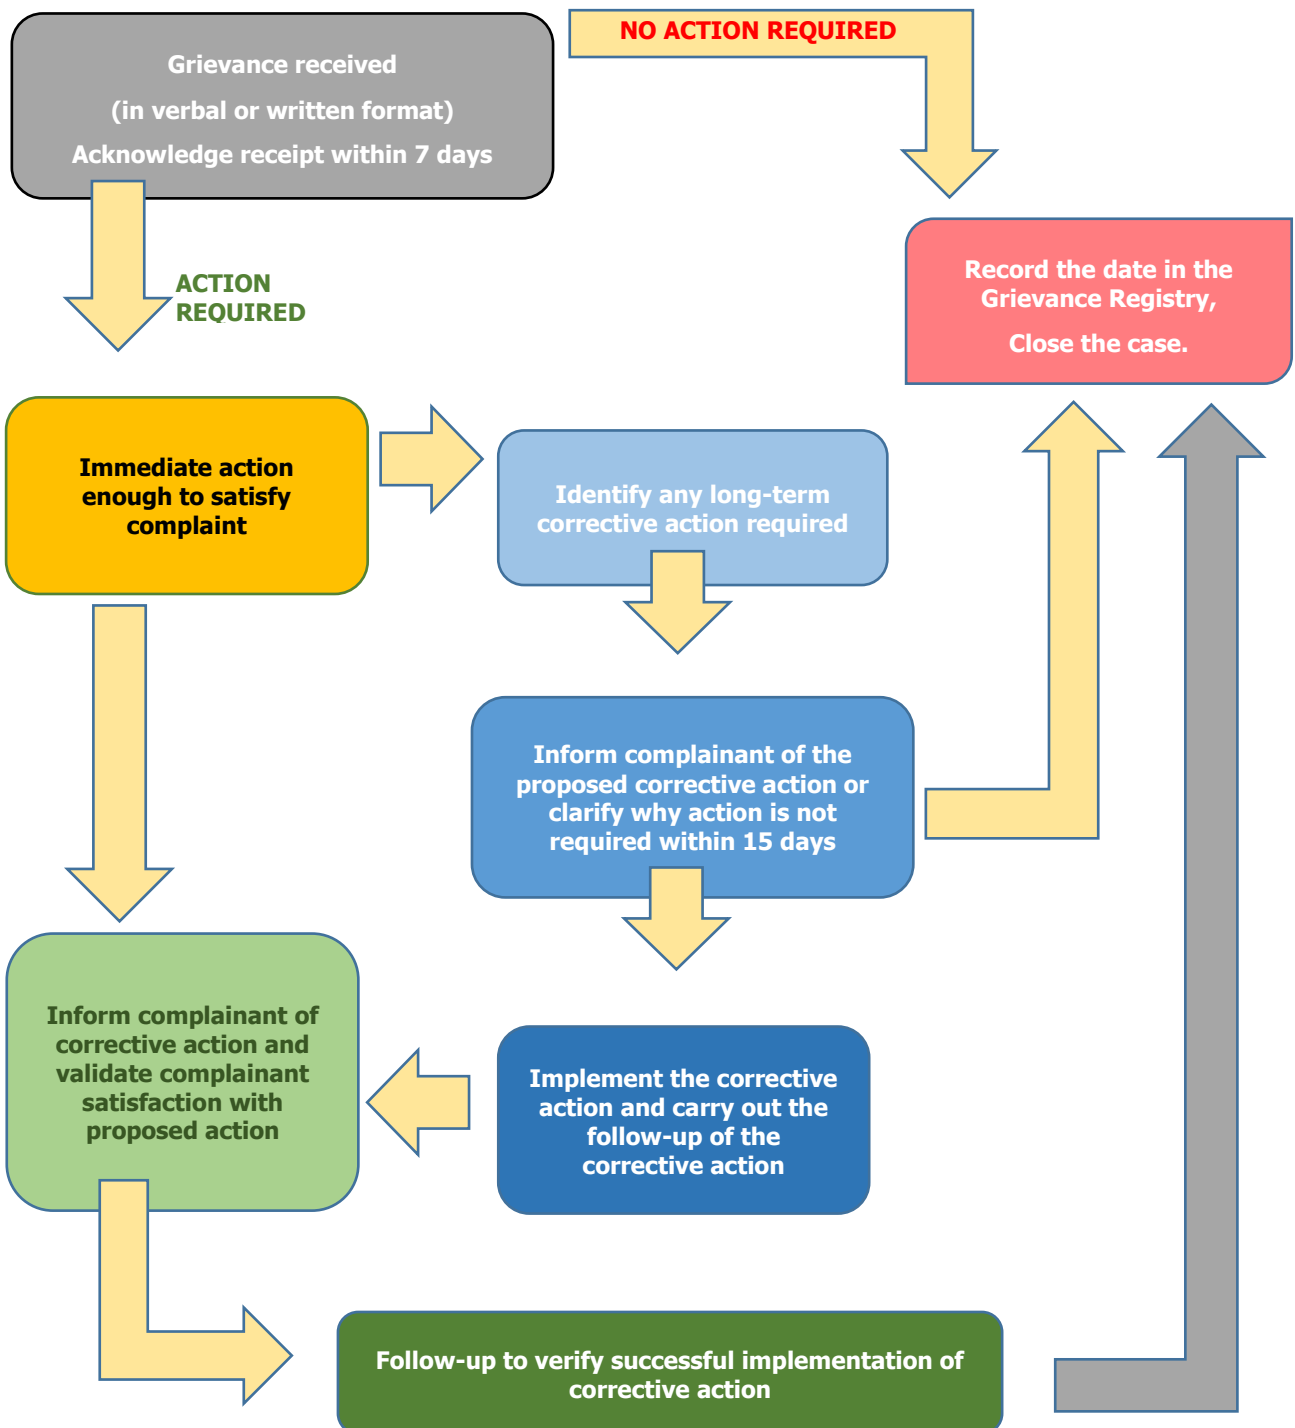 NO ACTION REQUIRED
Grievance received
(in verbal or written format)
Acknowledge receipt within 7 days
ACTION
REQUIRED
Record the date in the
Grievance Registry,
Close the case.
Immediate action
enough to satisfy
complaint
Identify any long-term
corrective action required
Inform complainant of the
proposed corrective action or
clarify why action is not
required within 15 days
Inform complainant of
corrective action and
validate complainant
satisfaction with
proposed action
Implement the corrective
action and carry out the
follow-up of the
corrective action
Follow-up to verify successful implementation of
corrective action